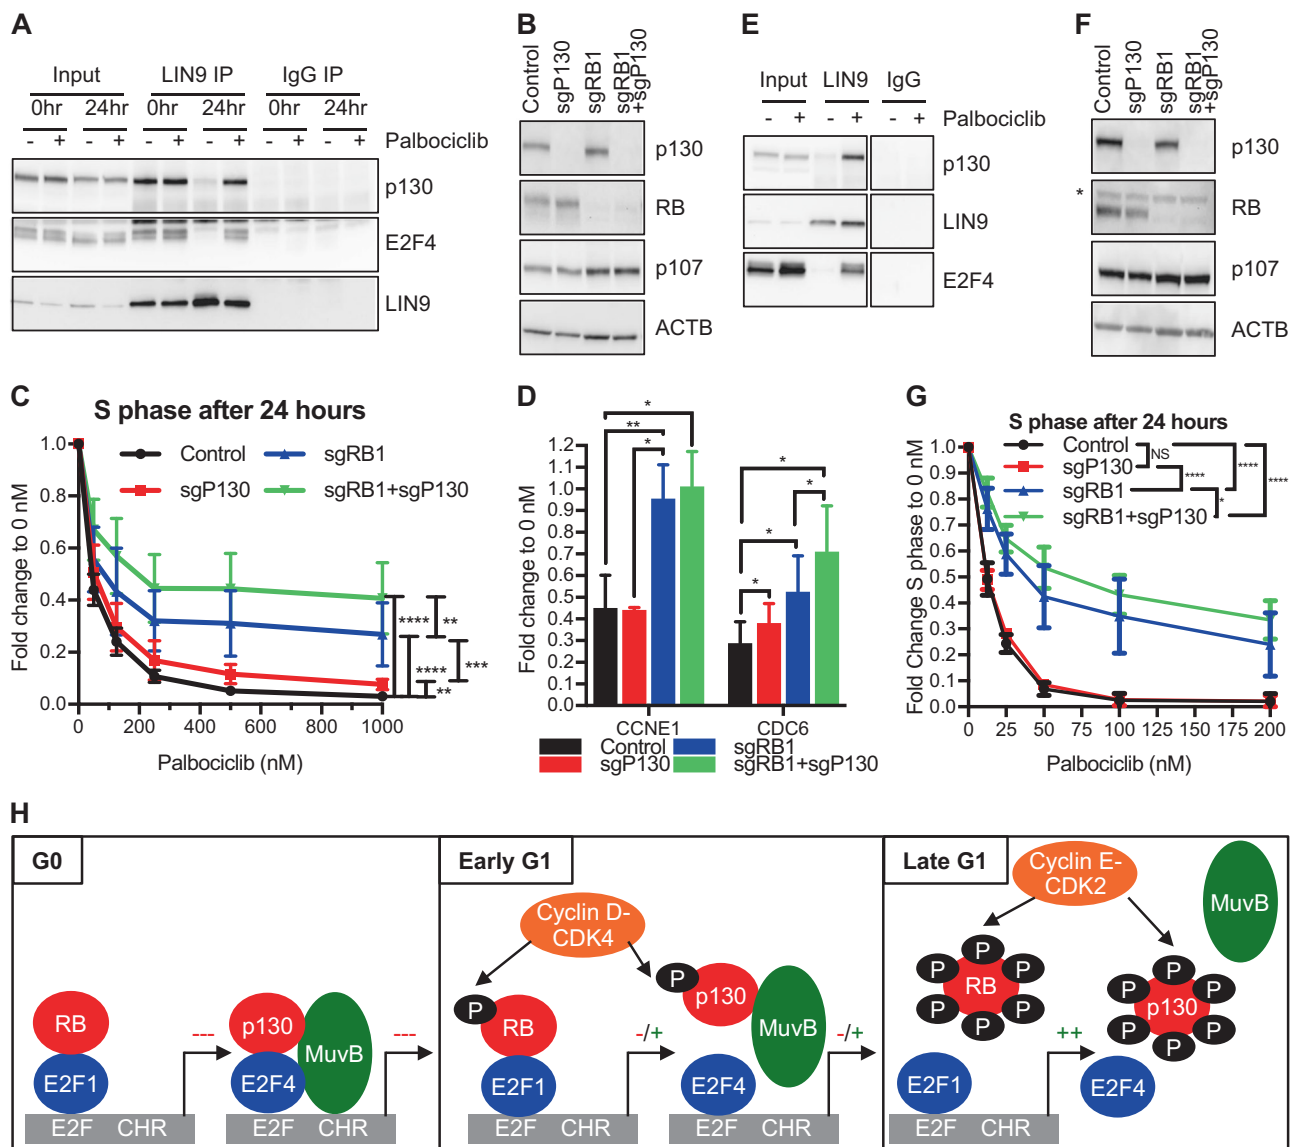 A
Input LIN9 IP IgG IP
0hr 24hr 0hr 24hr 0hr 24hr
- + - + - + - + - + - + Palbociclib
p130
E2F4
LIN9
B
Control sgP130 sgRB1 sgRB1 +sgP130
p130
RB
p107
ACTB
E
Input LIN9 IgG
- + - + - + Palbociclib
p130
LIN9
E2F4
F
Control sgP130 sgRB1 sgRB1 +sgP130
p130
*
RB
p107
ACTB
C
S phase after 24 hours
Control sgRB1
sgP130 sgRB1+sgP130
Fold change to 0 nM
1.0
0.8
0.6
0.4
0.2
0.0
**** **
***
****
**
0 200 400 600 800 1000
Palbociclib (nM)
D
Fold change to 0 nM
1.2
1.1
1.0
0.9
0.8
0.7
0.6
0.5
0.4
0.3
0.2
0.1
0.0
*
**
*
*
*
*
*
CCNE1 CDC6
Control sgRB1
sgP130 sgRB1+sgP130
G
S phase after 24 hours
Control
sgP130
sgRB1
sgRB1+sgP130
NS
****
*
****
****
Fold Change S phase to 0 nM
1.0
0.9
0.8
0.7
0.6
0.5
0.4
0.3
0.2
0.1
0.0
0 25 50 75 100 125 150 175 200
Palbociclib (nM)
H
G0
RB
E2F1
---
p130
E2F4
MuvB
---
E2F CHR E2F CHR
Early G1
Cyclin D-
CDK4
P
RB
E2F1
-/+
P
p130
MuvB
E2F4
-/+
E2F CHR E2F CHR
Late G1
Cyclin E-
CDK2
MuvB
P P P P P P
RB
P P P P P P
p130
E2F1
++
E2F4
E2F CHR